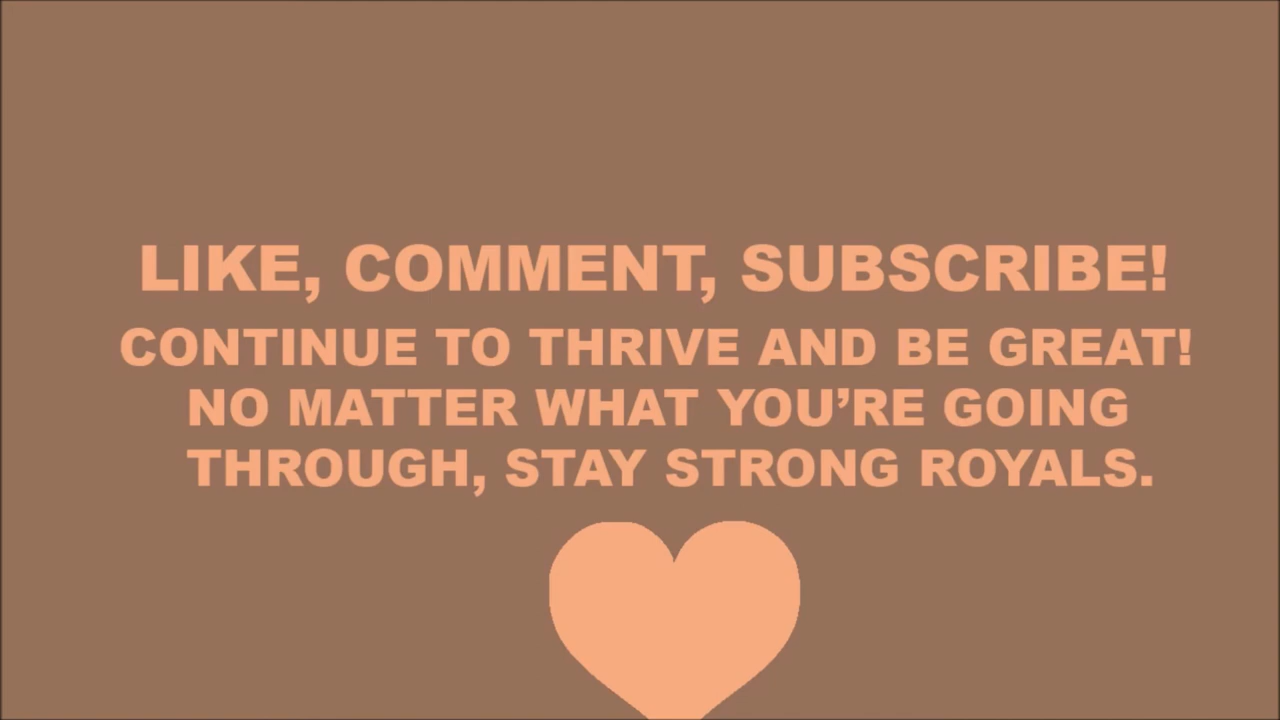 LIKE, COMMENT, SUBSCRIBE!
CONTINUE TO THRIVE AND BE GREAT!
NO MATTER WHAT YOU’RE GOING
THROUGH, STAY STRONG ROYALS.